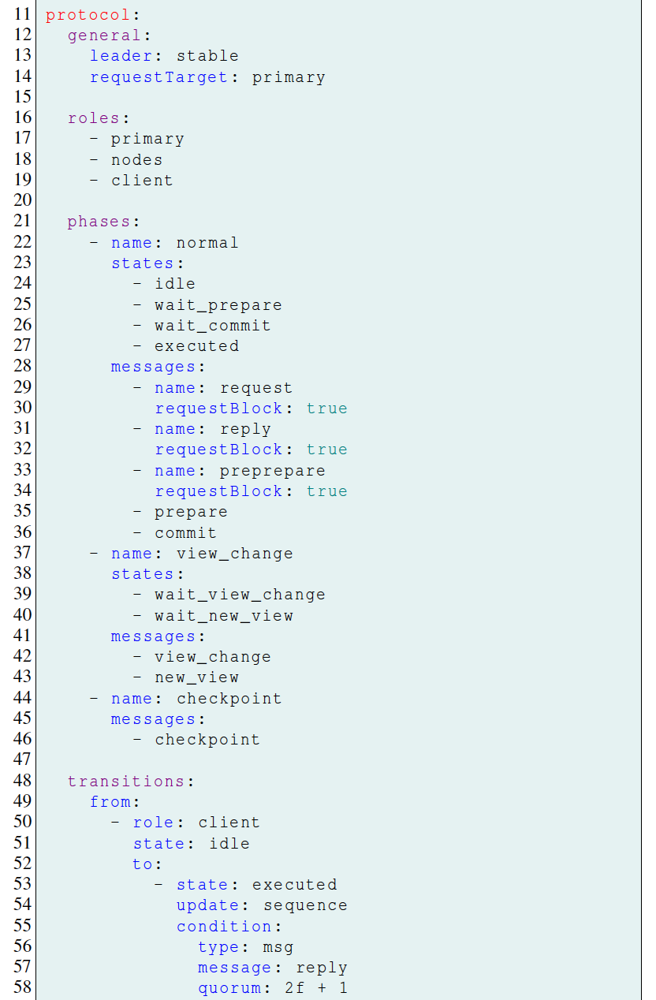 11 protocol:
12   general:
13     leader: stable
14     requestTarget: primary
15
16   roles:
17     - primary
18     - nodes
19     - client
20
21   phases:
22     - name: normal
23       states:
24         - idle
25         - wait_prepare
26         - wait_commit
27         - executed
28       messages:
29         - name: request
30           requestBlock: true
31         - name: reply
32           requestBlock: true
33         - name: preprepare
34           requestBlock: true
35         - prepare
36         - commit
37     - name: view_change
38       states:
39         - wait_view_change
40         - wait_new_view
41       messages:
42         - view_change
43         - new_view
44     - name: checkpoint
45       messages:
46         - checkpoint
47
48   transitions:
49     from:
50       - role: client
51         state: idle
52         to:
53           - state: executed
54             update: sequence
55             condition:
56               type: msg
57               message: reply
58               quorum: 2f + 1